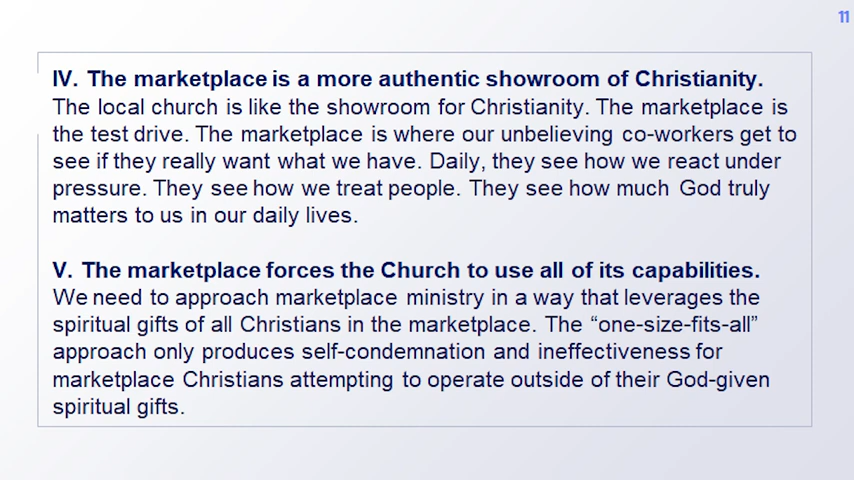 11
IV. The marketplace is a more authentic showroom of Christianity.
The local church is like the showroom for Christianity. The marketplace is
the test drive. The marketplace is where our unbelieving co-workers get to
see if they really want what we have. Daily, they see how we react under
pressure. They see how we treat people. They see how much God truly
matters to us in our daily lives.
V. The marketplace forces the Church to use all of its capabilities.
We need to approach marketplace ministry in a way that leverages the
spiritual gifts of all Christians in the marketplace. The “one-size-fits-all”
approach only produces self-condemnation and ineffectiveness for
marketplace Christians attempting to operate outside of their God-given
spiritual gifts.